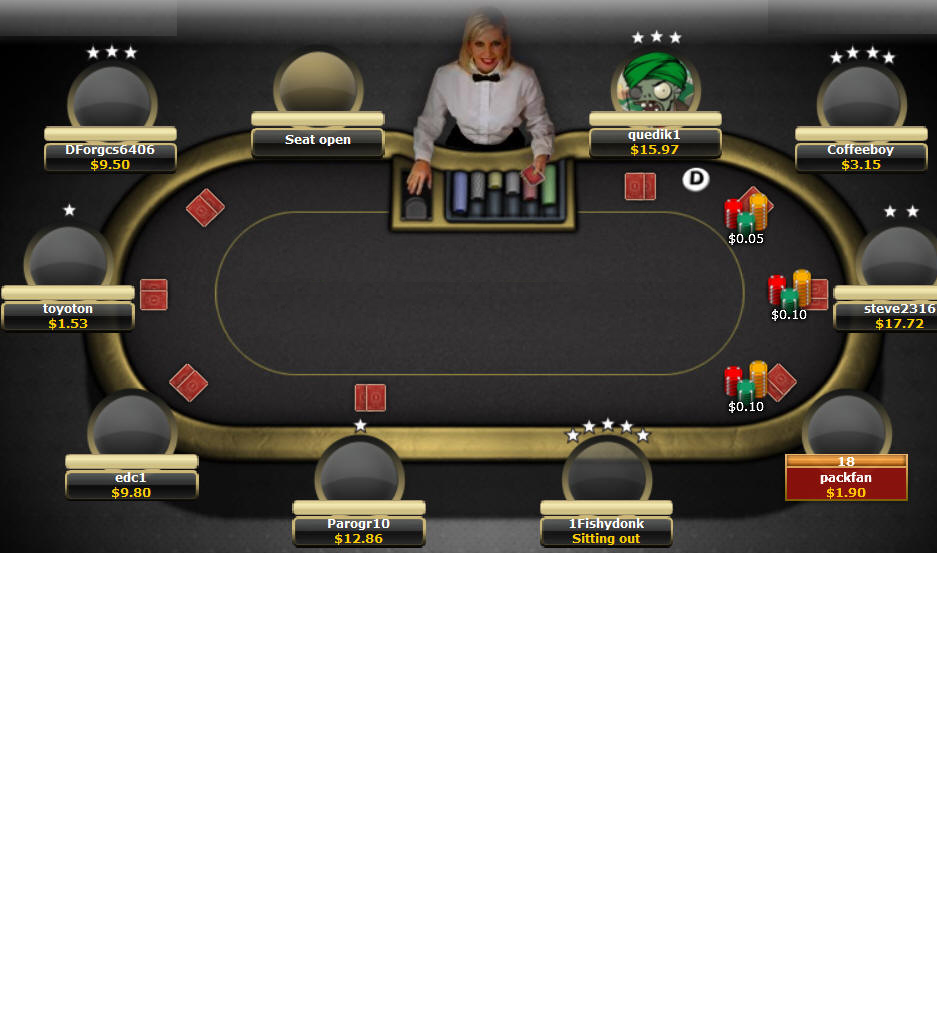 DForgcs6406
$9.50
Seat open
quedik1
$15.97
Coffeeboy
$3.15
D
$0.05
toyoton
$1.53
$0.10
steve2316
$17.72
$0.10
edc1
$9.80
18
packfan
$1.90
Parogr10
$12.86
1Fishydonk
Sitting out